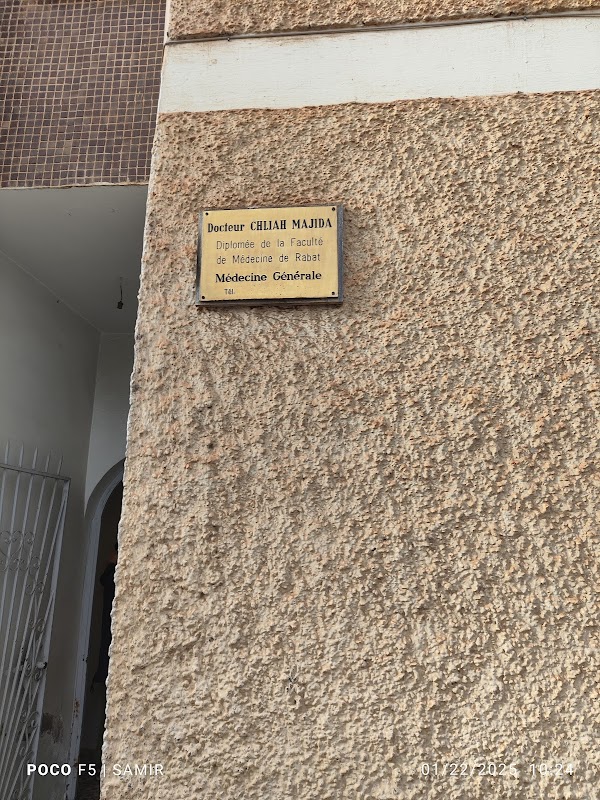 Docteur CHLIAH MAJIDA
Diplomée de la Faculté
de Médecine de Rabat
Médecine Générale
Tél.
POCO F5 | SAMIR
01/22/2025 10:24